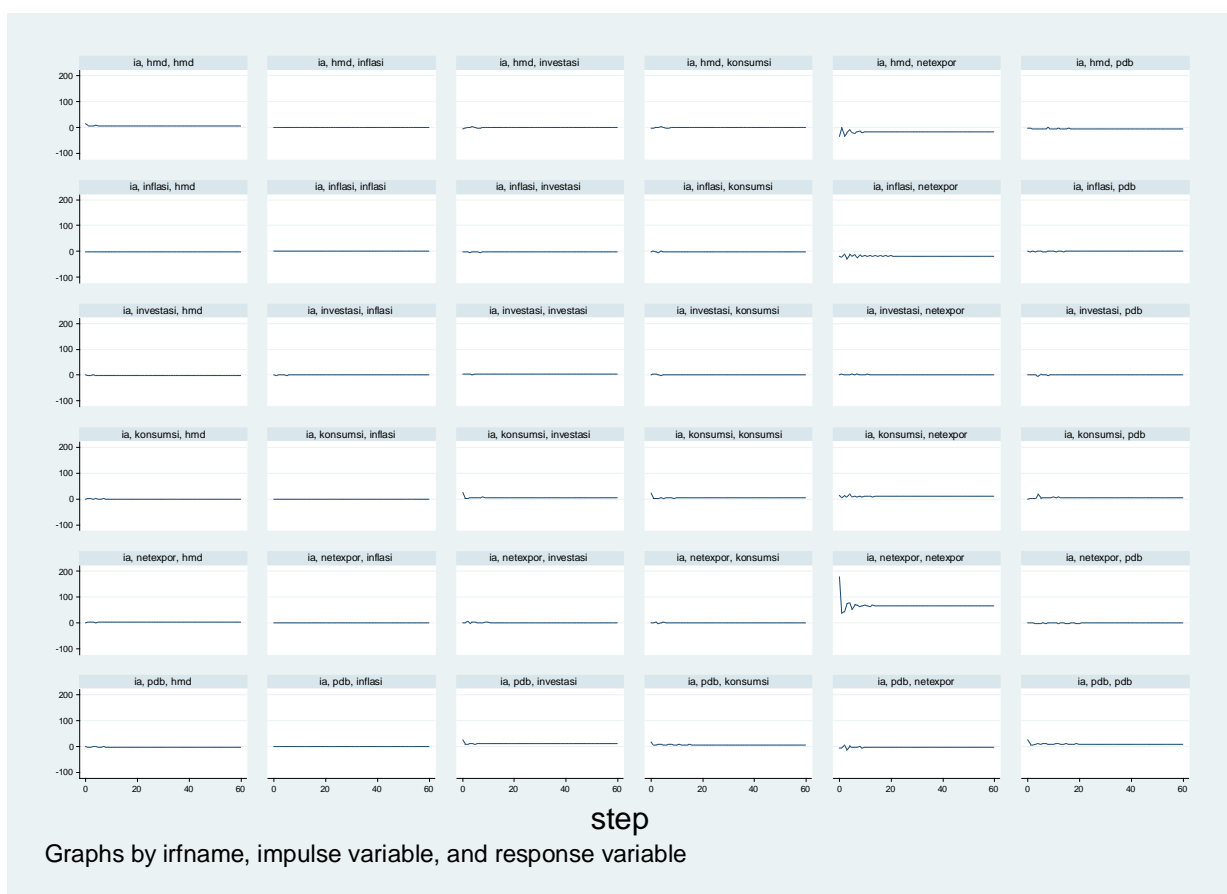 ia, hmd, hmd ia, hmd, inflasi ia, hmd, investasi ia, hmd, konsumsi ia, hmd, netexpor ia, hmd, pdb
200
100
0
-100
ia, inflasi, hmd ia, inflasi, inflasi ia, inflasi, investasi ia, inflasi, konsumsi ia, inflasi, netexpor ia, inflasi, pdb
200
100
0
-100
ia, investasi, hmd ia, investasi, inflasi ia, investasi, investasi ia, investasi, konsumsi ia, investasi, netexpor ia, investasi, pdb
200
100
0
-100
ia, konsumsi, hmd ia, konsumsi, inflasi ia, konsumsi, investasi ia, konsumsi, konsumsi ia, konsumsi, netexpor ia, konsumsi, pdb
200
100
0
-100
ia, netexpor, hmd ia, netexpor, inflasi ia, netexpor, investasi ia, netexpor, konsumsi ia, netexpor, netexpor ia, netexpor, pdb
200
100
0
-100
ia, pdb, hmd ia, pdb, inflasi ia, pdb, investasi ia, pdb, konsumsi ia, pdb, netexpor ia, pdb, pdb
200
100
0
-100
0 20 40 60 0 20 40 60 0 20 40 60 0 20 40 60 0 20 40 60 0 20 40 60
step
Graphs by irfname, impulse variable, and response variable